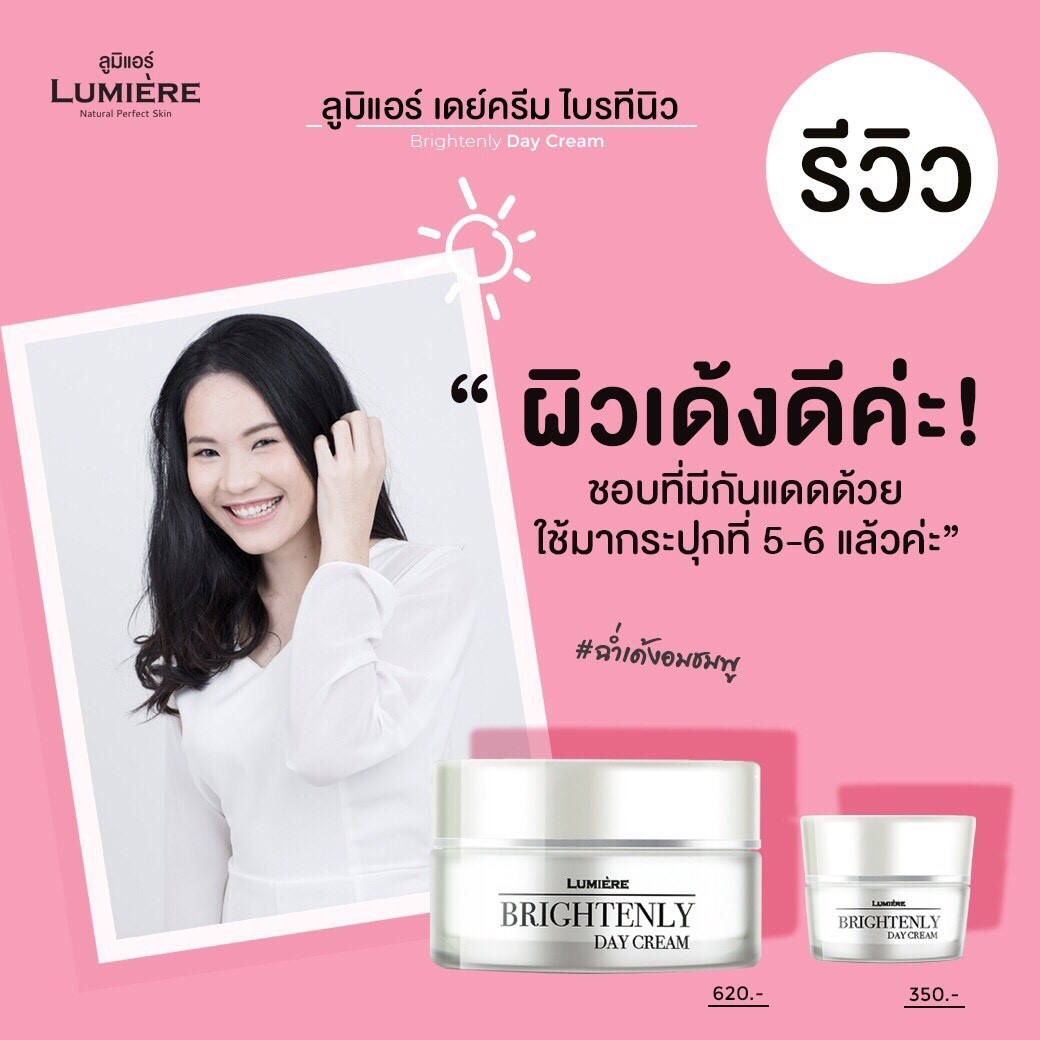 ลูมิแอร์
LUMIÈRE
Natural Perfect Skin
ลูมิแอร์ เดย์ครีม ไบรทีนิว
Brightenly Day Cream
รีวิว
“ ผิวเด้งดีค่ะ!
ชอบที่มีกันแดดด้วย
ใช้มากระปุกที่ 5-6 แล้วค่ะ”
#ฉ่ำเด้งอมชมพู
LUMIÈRE
BRIGHTENLY
DAY CREAM
620.-
LUMIÈRE
BRIGHTENLY
DAY CREAM
350.-